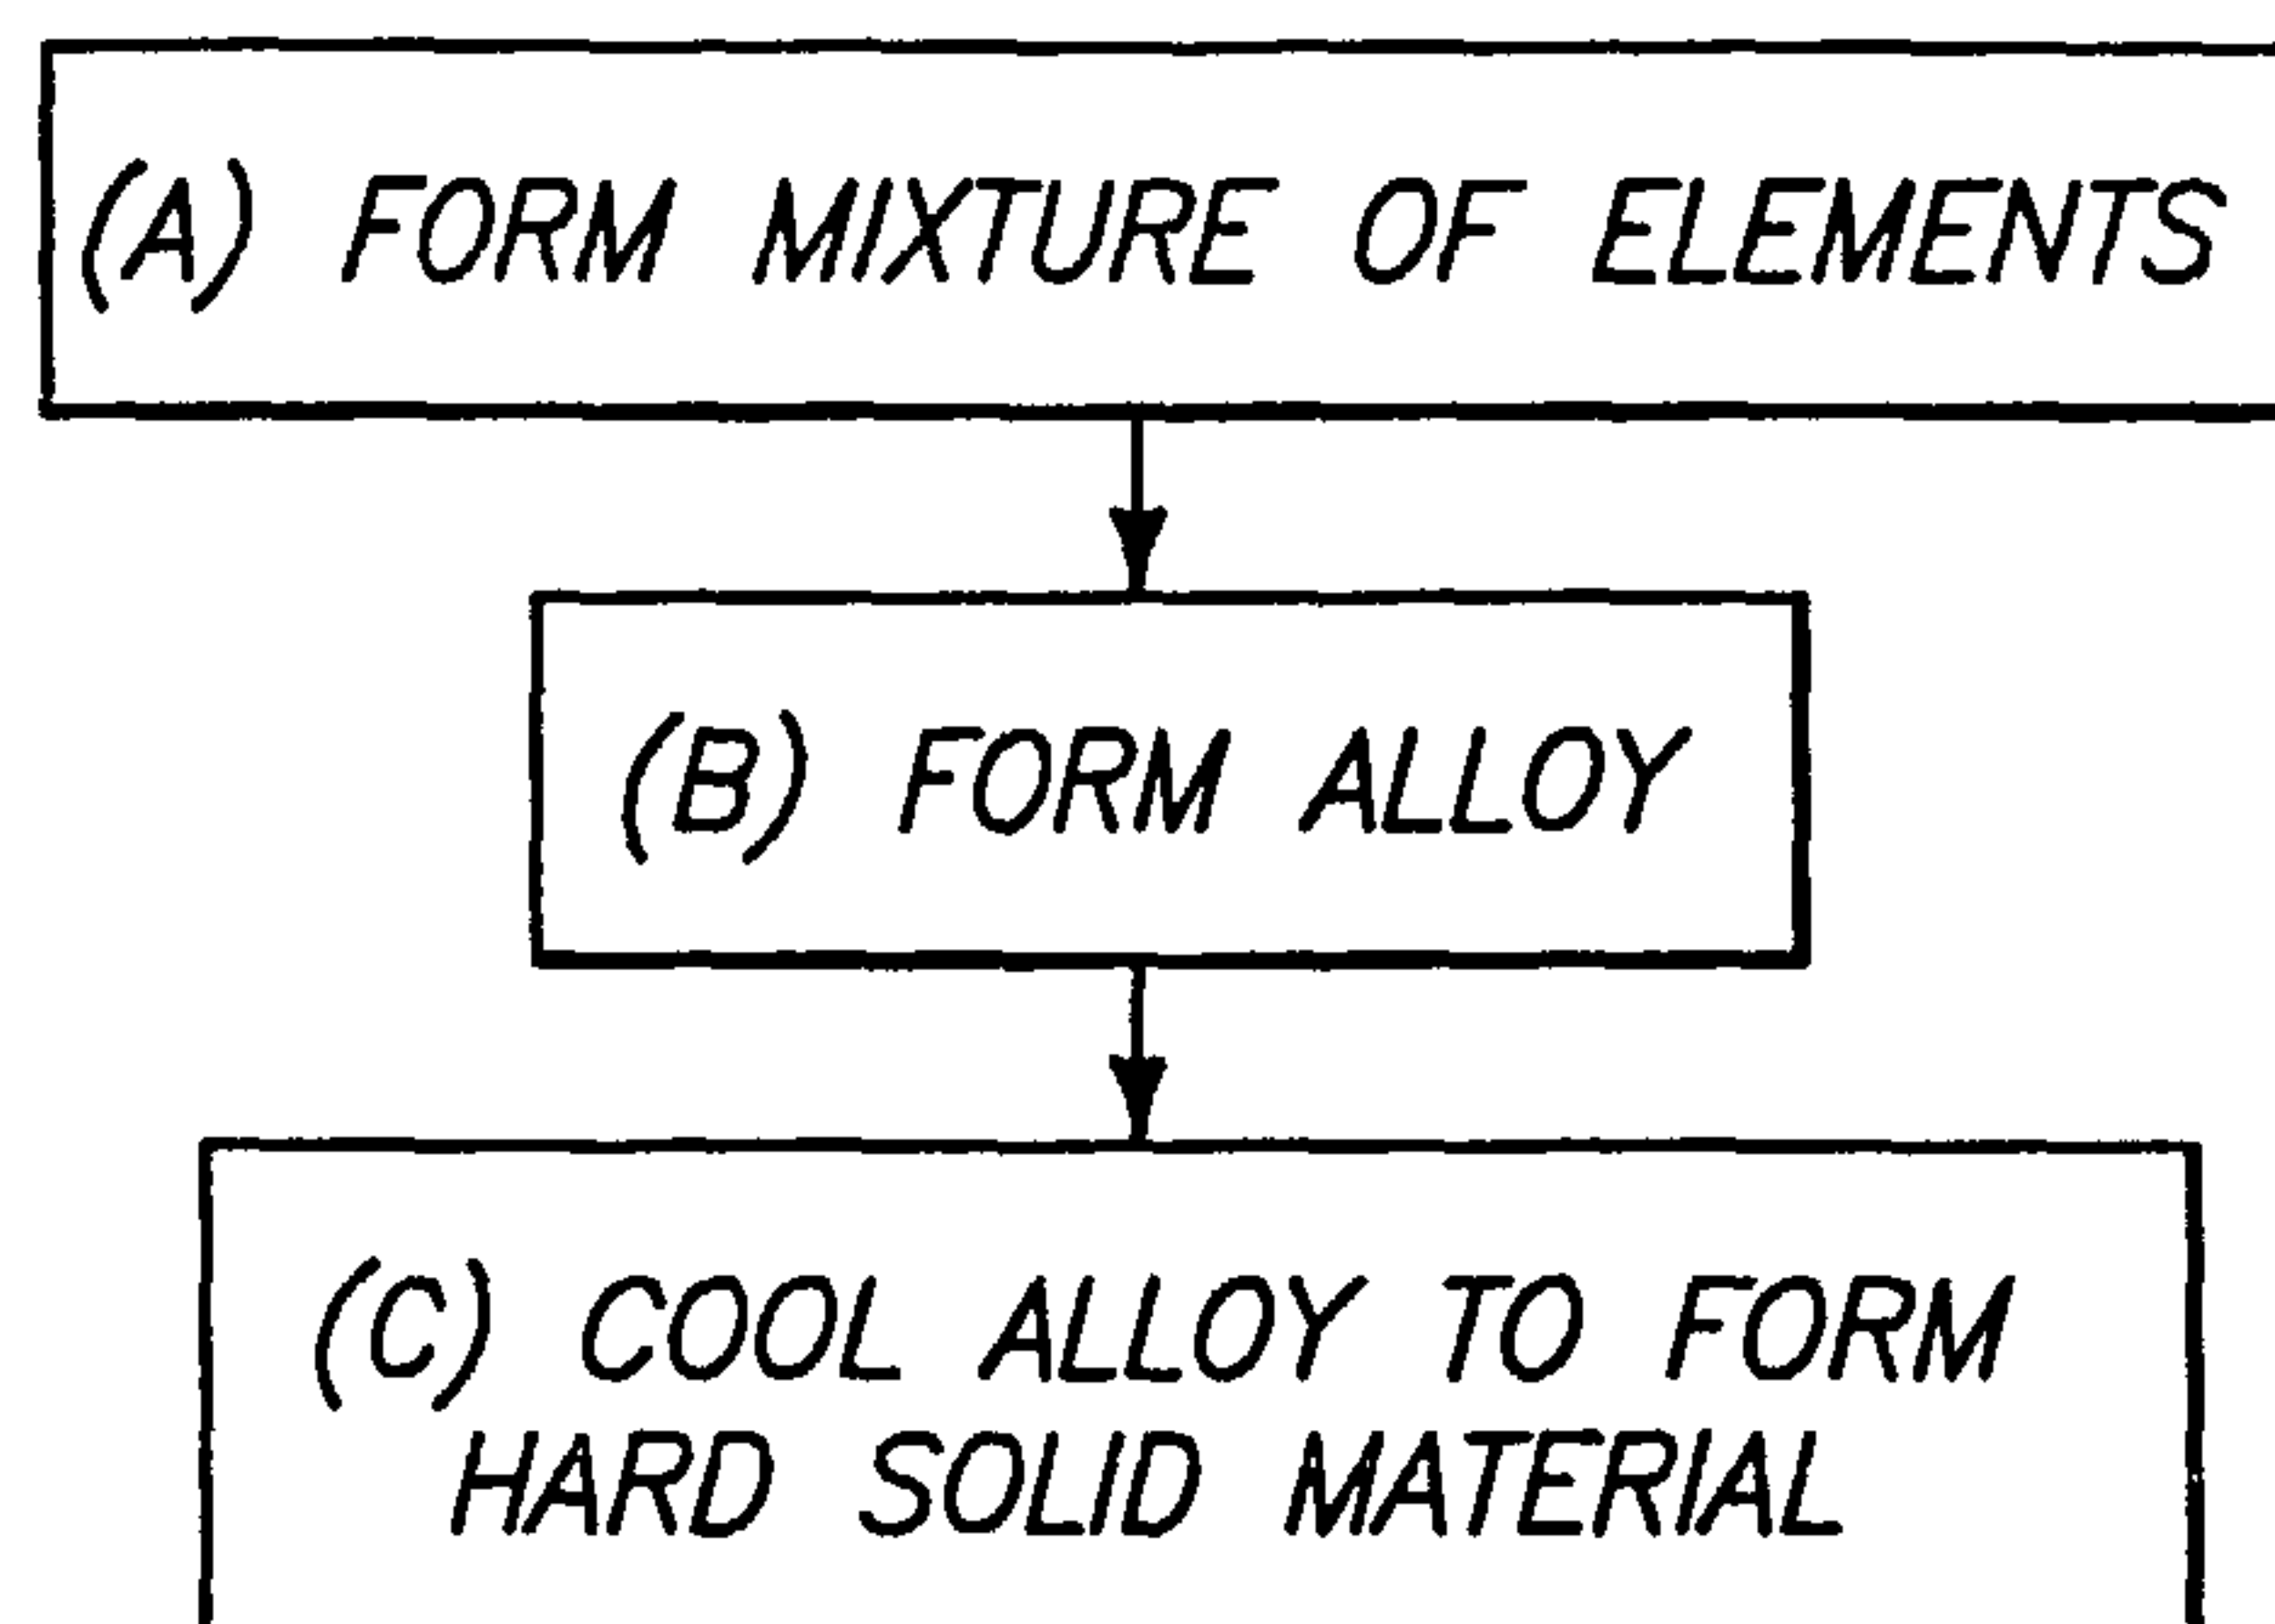 (A) FORM MIXTURE OF ELEMENTS
(B) FORM ALLOY
(C) COOL ALLOY TO FORM
HARD SOLID MATERIAL